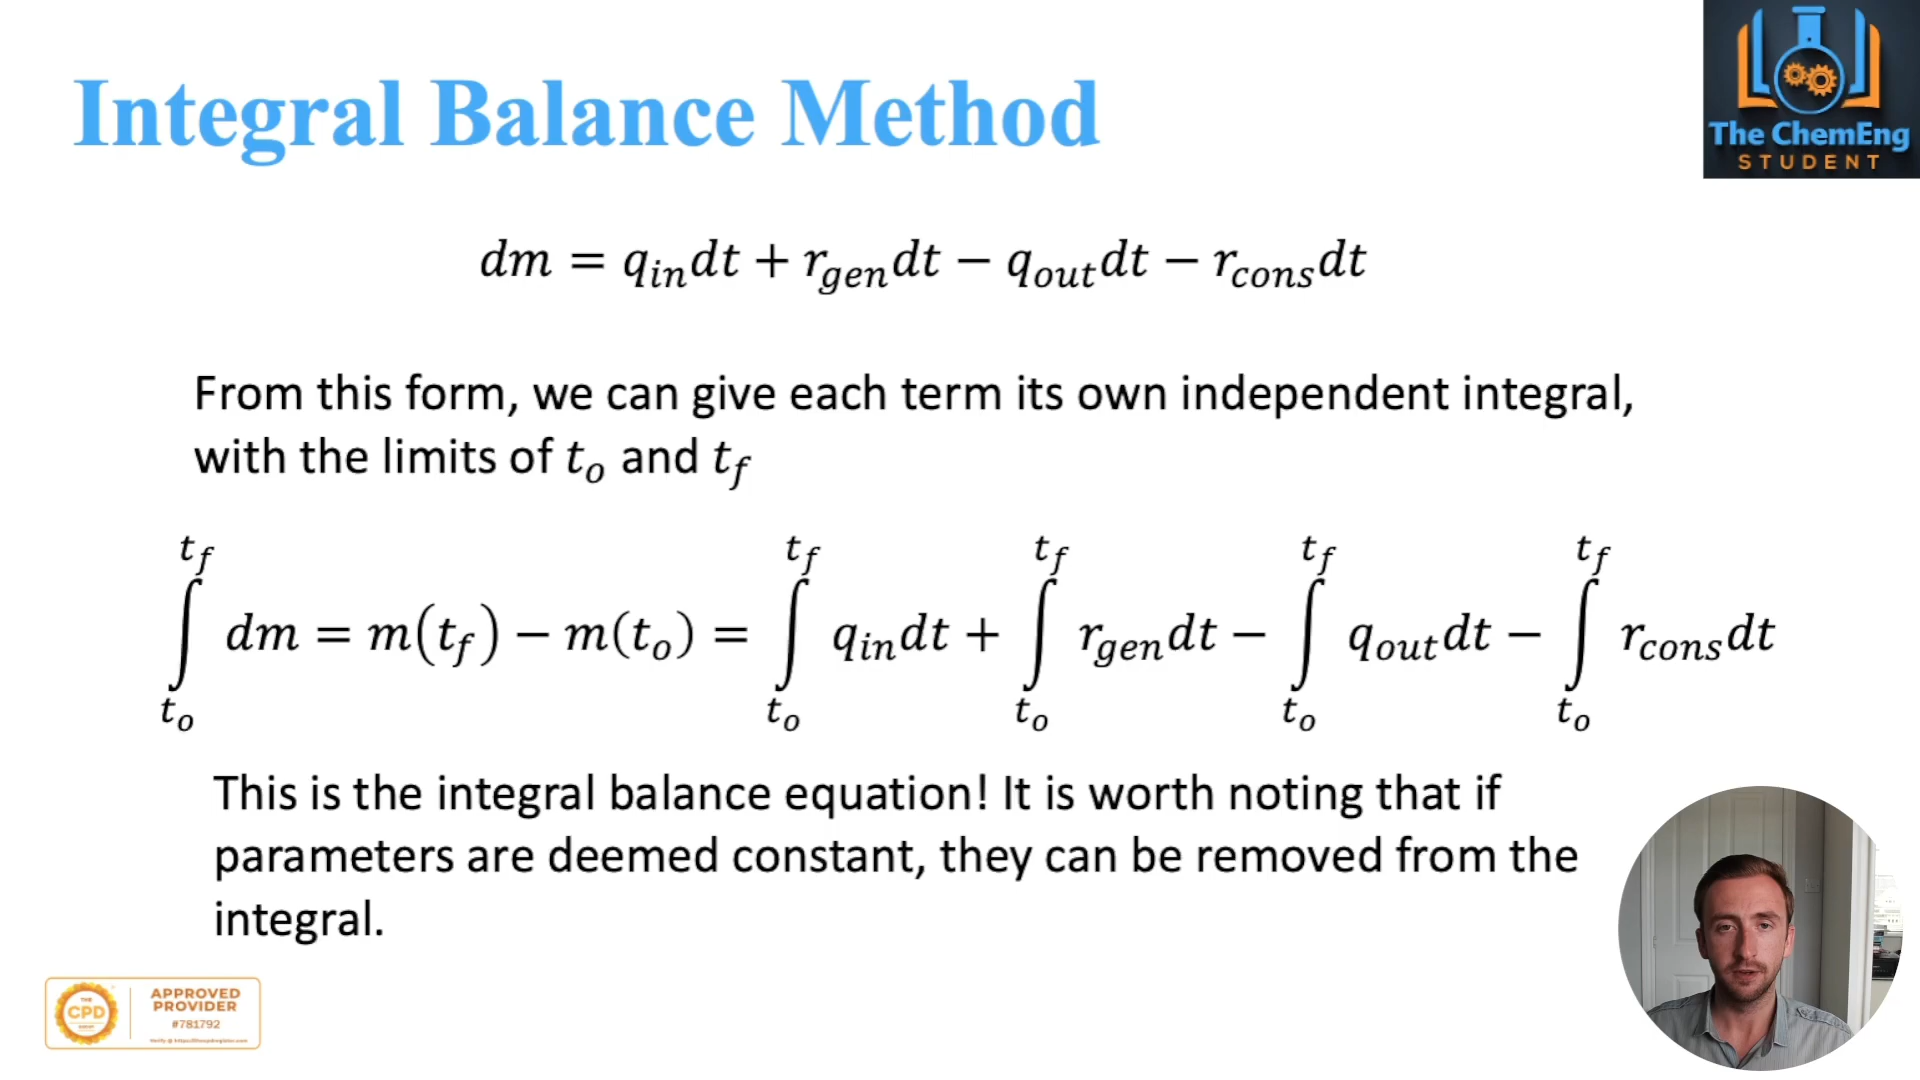 Integral Balance Method
The ChemEng
STUDENT
dm = q_in dt + r_gen dt − q_out dt − r_cons dt
From this form, we can give each term its own independent integral,
with the limits of t_o and t_f
∫_{t_o}^{t_f} dm = m(t_f) − m(t_o) = ∫_{t_o}^{t_f} q_in dt + ∫_{t_o}^{t_f} r_gen dt − ∫_{t_o}^{t_f} q_out dt − ∫_{t_o}^{t_f} r_cons dt
This is the integral balance equation! It is worth noting that if
parameters are deemed constant, they can be removed from the
integral.
THE
CPD
APPROVED
PROVIDER
#781792